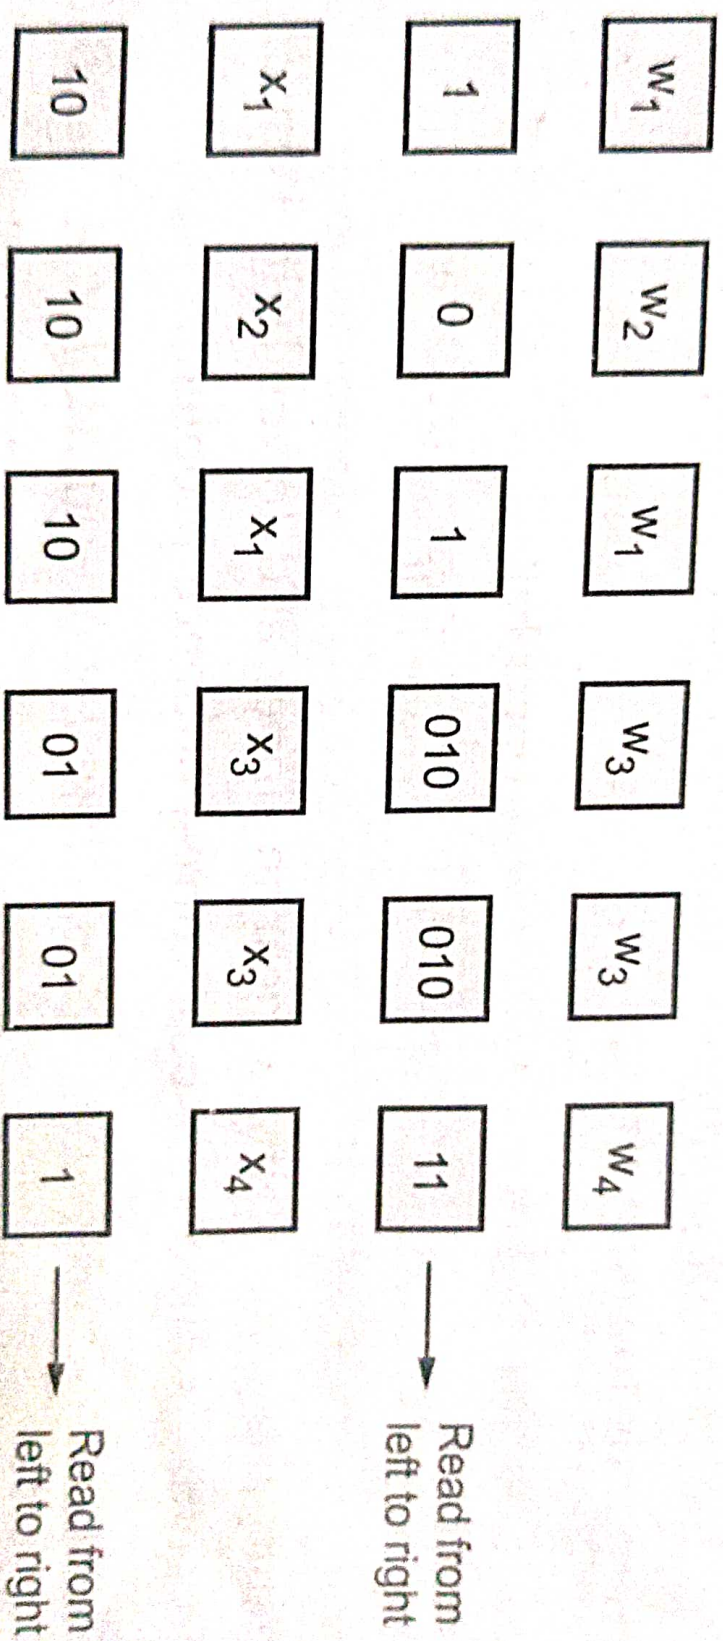 w1 w2 w1 w3 w3 w4
1 0 1 010 010 11 Read from
left to right
x1 x2 x1 x3 x3 x4
10 10 10 01 01 1 Read from
left to right